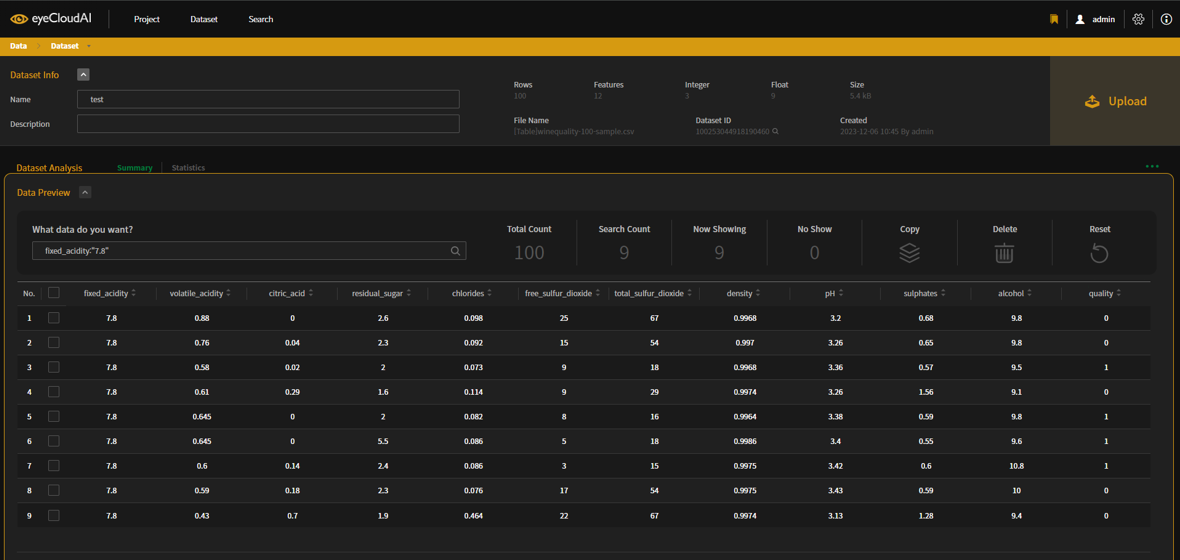 eyeCloudAI Project Dataset Search admin
Data Dataset
Dataset Info
Name test
Description
Rows Features Integer Float Size
100 12 3 9 5.4 kB
File Name Dataset ID Created
[Table]winequality-100-sample.csv 100253044918190460 2023-12-06 10:45 By admin
Upload
Dataset Analysis Summary Statistics
Data Preview
What data do you want?
fixed_acidity:"7.8"
Total Count Search Count Now Showing No Show Copy Delete Reset
100 9 9 0
No. fixed_acidity volatile_acidity citric_acid residual_sugar chlorides free_sulfur_dioxide total_sulfur_dioxide density pH sulphates alcohol quality
1 7.8 0.88 0 2.6 0.098 25 67 0.9968 3.2 0.68 9.8 0
2 7.8 0.76 0.04 2.3 0.092 15 54 0.997 3.26 0.65 9.8 0
3 7.8 0.58 0.02 2 0.073 9 18 0.9968 3.36 0.57 9.5 1
4 7.8 0.61 0.29 1.6 0.114 9 29 0.9974 3.26 1.56 9.1 0
5 7.8 0.645 0 2 0.082 8 16 0.9964 3.38 0.59 9.8 1
6 7.8 0.645 0 5.5 0.086 5 18 0.9986 3.4 0.55 9.6 1
7 7.8 0.6 0.14 2.4 0.086 3 15 0.9975 3.42 0.6 10.8 1
8 7.8 0.59 0.18 2.3 0.076 17 54 0.9975 3.43 0.59 10 0
9 7.8 0.43 0.7 1.9 0.464 22 67 0.9974 3.13 1.28 9.4 0